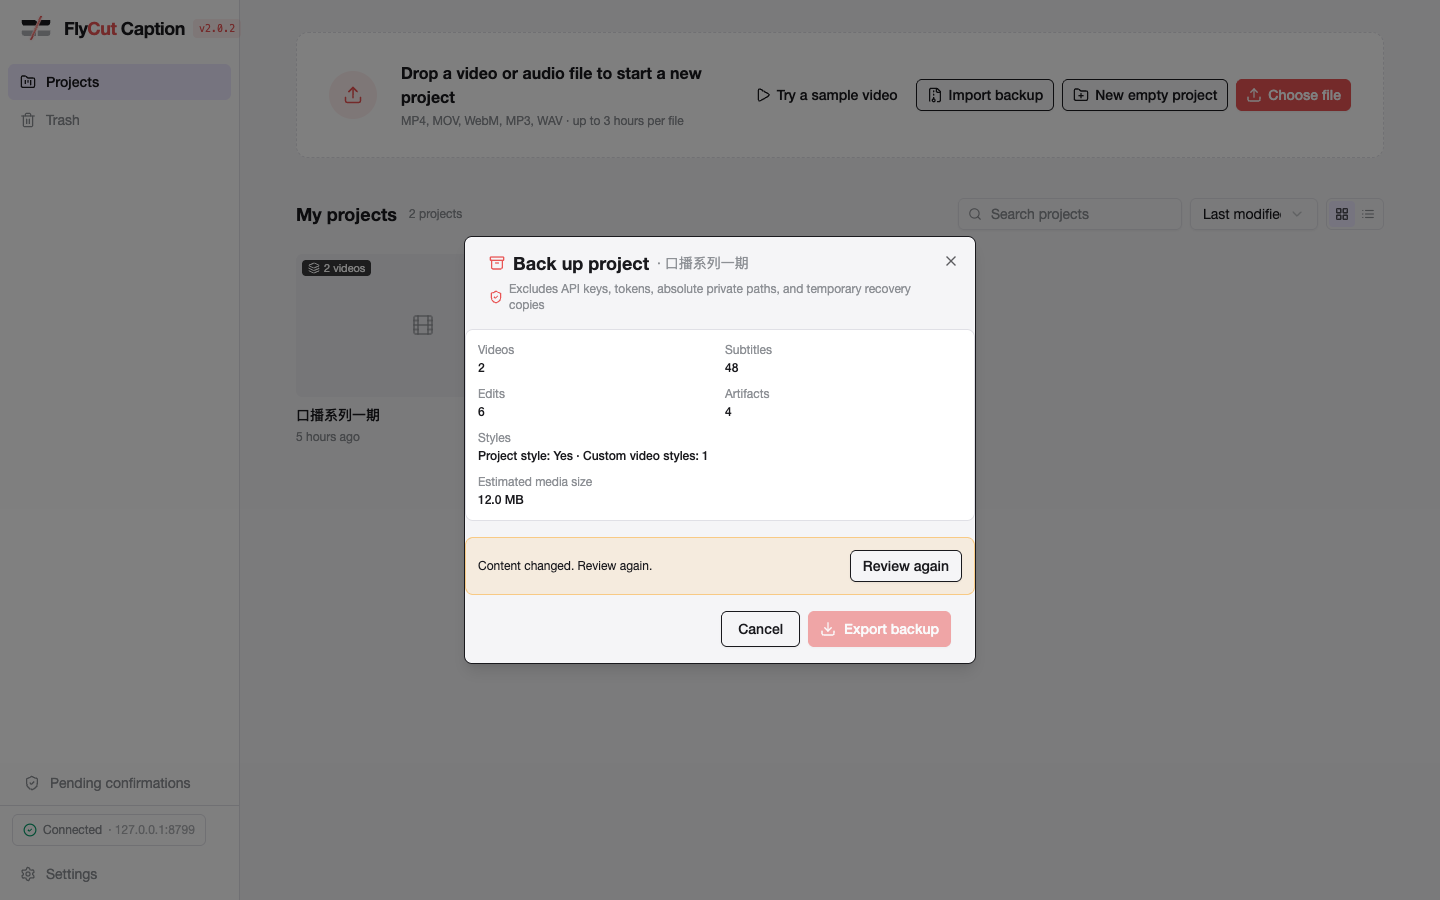 FlyCut Caption v2.0.2
Projects
Trash
Drop a video or audio file to start a new
project
MP4, MOV, WebM, MP3, WAV · up to 3 hours per file
Try a sample video
Import backup
New empty project
Choose file
My projects 2 projects
Search projects
Last modified
2 videos
口播系列一期
5 hours ago
Back up project · 口播系列一期
Excludes API keys, tokens, absolute private paths, and temporary recovery
copies
Videos
2
Subtitles
48
Edits
6
Artifacts
4
Styles
Project style: Yes · Custom video styles: 1
Estimated media size
12.0 MB
Content changed. Review again.
Review again
Cancel
Export backup
Pending confirmations
Connected · 127.0.0.1:8799
Settings